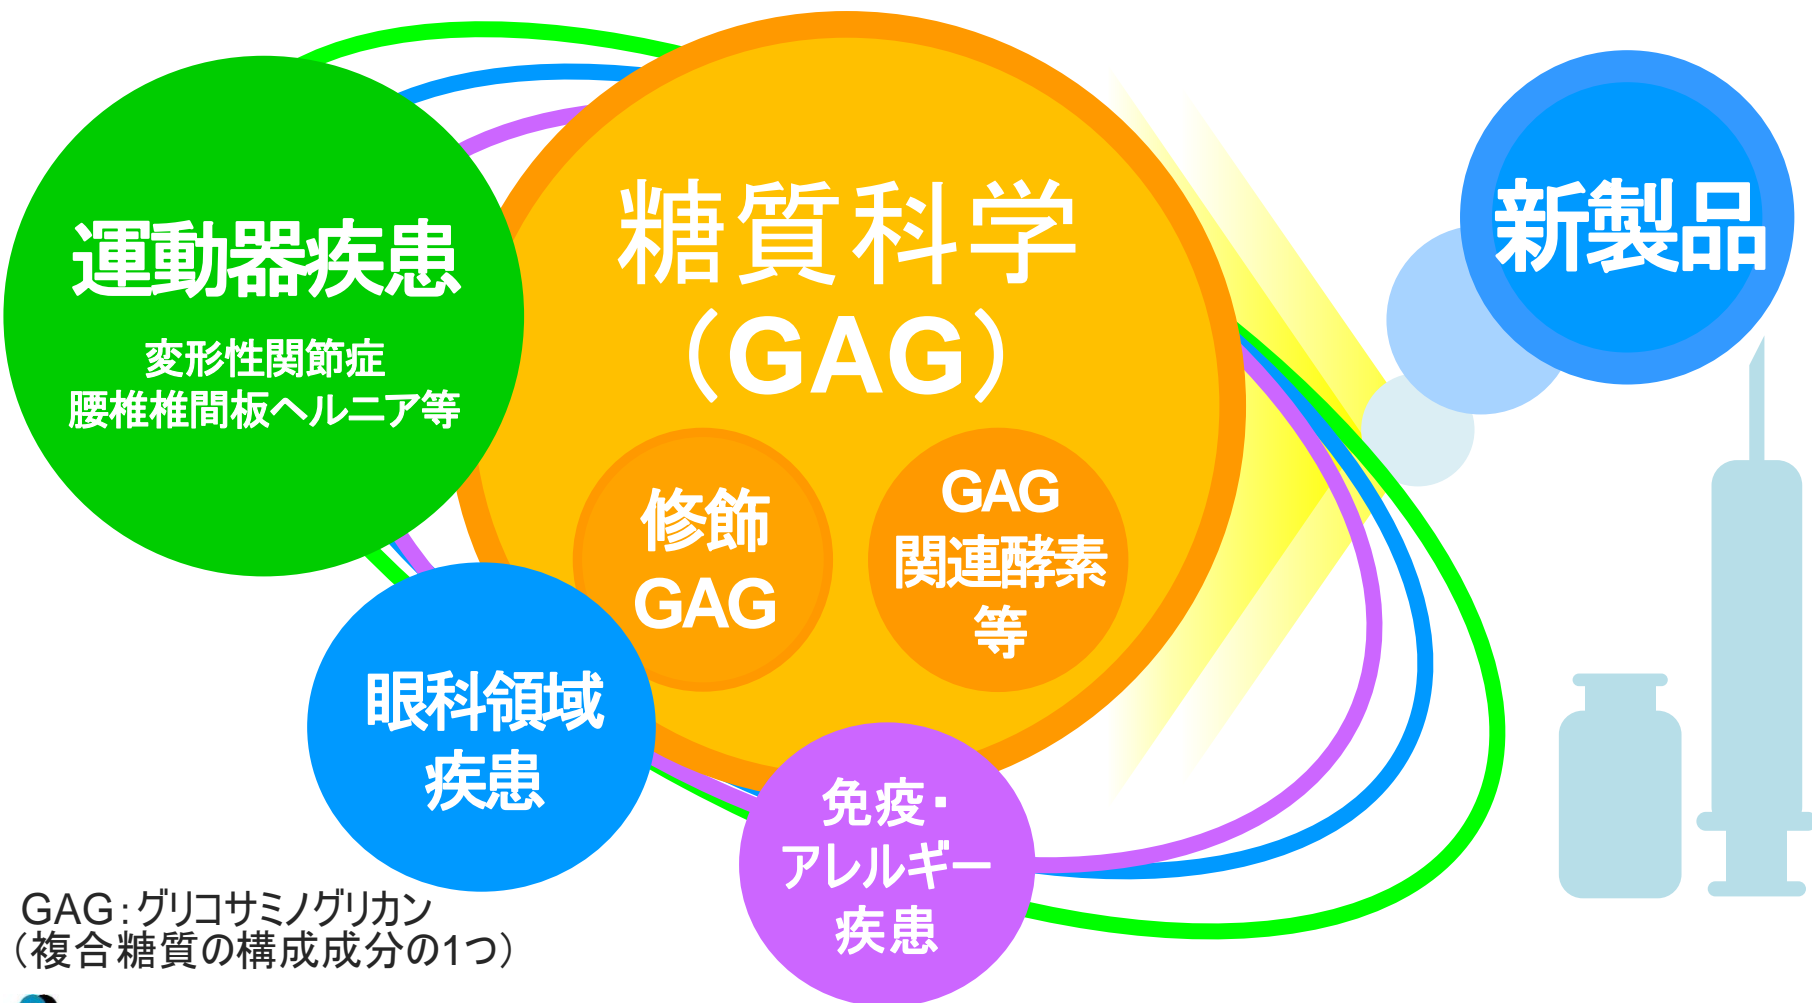 運動器疾患
変形性関節症
腰椎椎間板ヘルニア等
糖質科学
（GAG）
修飾
GAG
GAG
関連酵素
等
新製品
眼科領域
疾患
免疫・
アレルギー
疾患
GAG：グリコサミノグリカン
（複合糖質の構成成分の1つ）